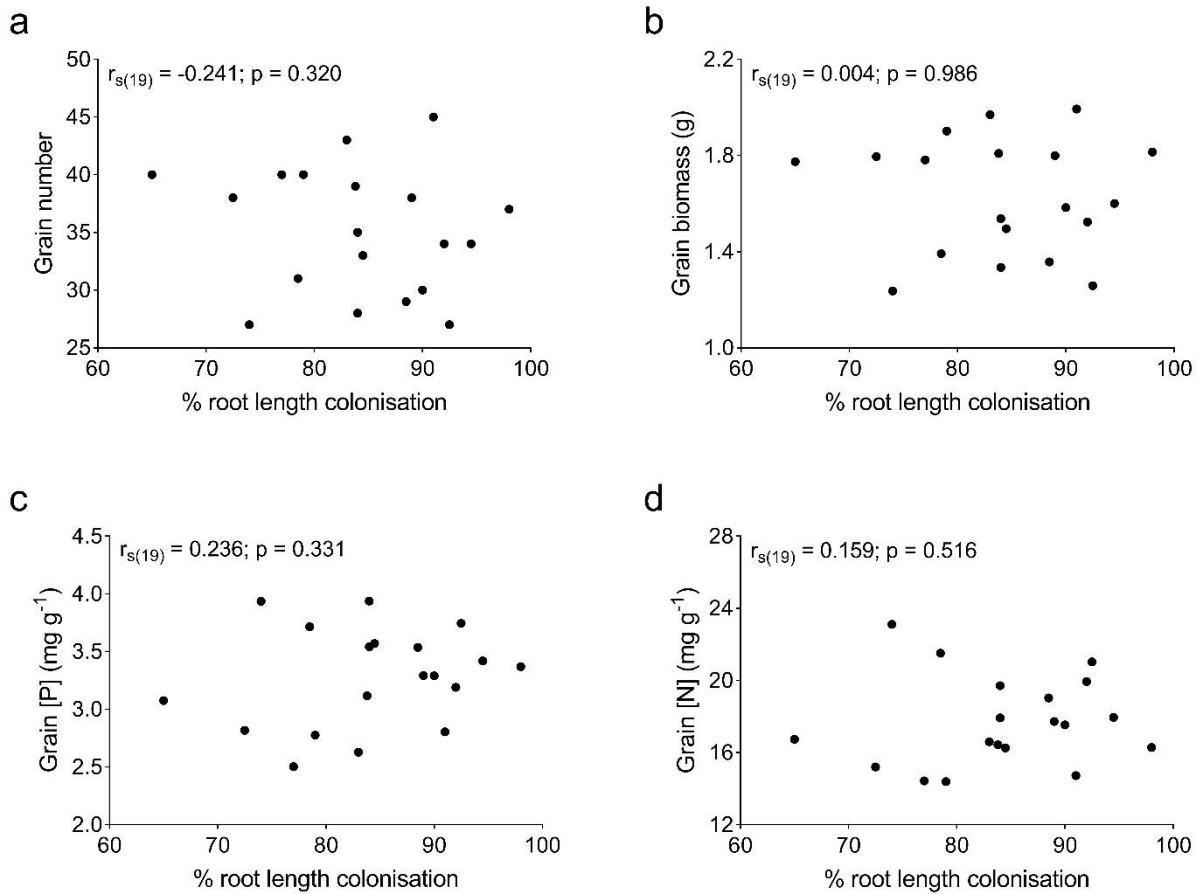 a
50
r_s(19) = -0.241; p = 0.320
45
40
35
30
25
Grain number
60 70 80 90 100
% root length colonisation
b
2.2
r_s(19) = 0.004; p = 0.986
1.8
1.4
1.0
Grain biomass (g)
60 70 80 90 100
% root length colonisation
c
4.5
r_s(19) = 0.236; p = 0.331
4.0
3.5
3.0
2.5
2.0
Grain [P] (mg g⁻¹)
60 70 80 90 100
% root length colonisation
d
28
r_s(19) = 0.159; p = 0.516
24
20
16
12
Grain [N] (mg g⁻¹)
60 70 80 90 100
% root length colonisation